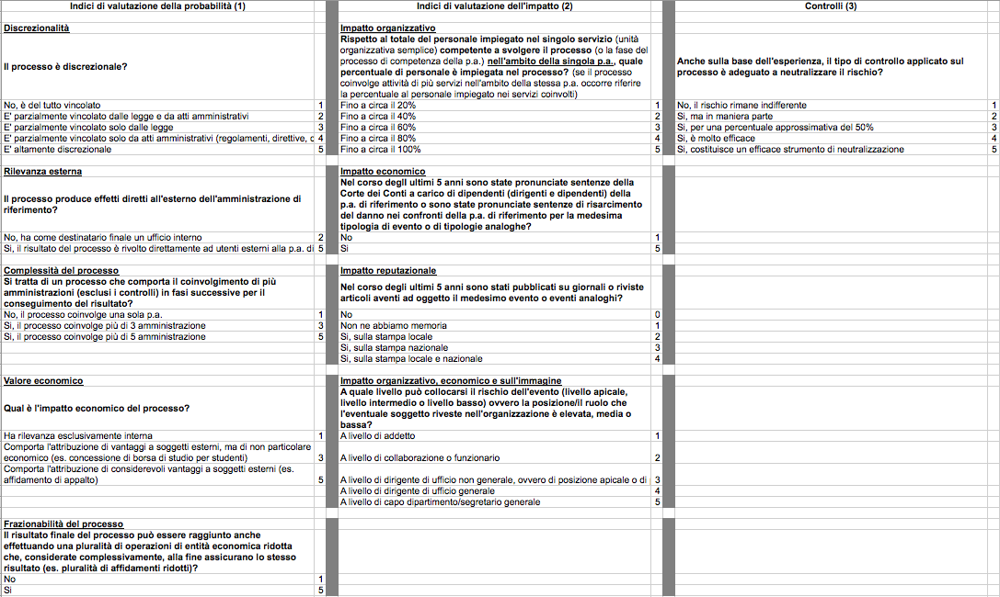 Indici di valutazione della probabilità (1)
Discrezionalità
Il processo è discrezionale?
No, è del tutto vincolato 1
E' parzialmente vincolato dalle legge e da atti amministrativi 2
E' parzialmente vincolato solo dalle legge 3
E' parzialmente vincolato solo da atti amministrativi (regolamenti, direttive, c 4
E' altamente discrezionale 5
Rilevanza esterna
Il processo produce effetti diretti all'esterno dell'amministrazione di
riferimento?
No, ha come destinatario finale un ufficio interno 2
Si, il risultato del processo è rivolto direttamente ad utenti esterni alla p.a. di 5
Complessità del processo
Si tratta di un processo che comporta il coinvolgimento di più
amministrazioni (esclusi i controlli) in fasi successive per il
conseguimento del risultato?
No, il processo coinvolge una sola p.a. 1
Si, il processo coinvolge più di 3 amministrazione 3
Si, il processo coinvolge più di 5 amministrazione 5
Valore economico
Qual è l'impatto economico del processo?
Ha rilevanza esclusivamente interna 1
Comporta l'attribuzione di vantaggi a soggetti esterni, ma di non particolare
economico (es. concessione di borsa di studio per studenti) 3
Comporta l'attribuzione di considerevoli vantaggi a soggetti esterni (es.
affidamento di appalto) 5
Frazionabilità del processo
Il risultato finale del processo può essere raggiunto anche
effettuando una pluralità di operazioni di entità economica ridotta
che, considerate complessivamente, alla fine assicurano lo stesso
risultato (es. pluralità di affidamenti ridotti)?
No 1
Si 5
Indici di valutazione dell'impatto (2)
Impatto organizzativo
Rispetto al totale del personale impiegato nel singolo servizio (unità
organizzativa semplice) competente a svolgere il processo (o la fase del
processo di competenza della p.a.) nell'ambito della singola p.a., quale
percentuale di personale è impiegata nel processo? (se il processo
coinvolge attività di più servizi nell'ambito della stessa p.a. occorre riferire
la percentuale al personale impiegato nei servizi coinvolti)
Fino a circa il 20% 1
Fino a circa il 40% 2
Fino a circa il 60% 3
Fino a circa il 80% 4
Fino a circa il 100% 5
Impatto economico
Nel corso degll ultimi 5 anni sono state pronunciate sentenze della
Corte dei Conti a carico di dipendenti (dirigenti e dipendenti) della
p.a. di riferimento o sono state pronunciate sentenze di risarcimento
del danno nei confronti della p.a. di riferimento per la medesima
tipologia di evento o di tipologie analoghe?
No 1
Si 5
Impatto reputazionale
Nel corso degli ultimi 5 anni sono stati pubblicati su giornali o riviste
articoli aventi ad oggetto il medesimo evento o eventi analoghi?
No 0
Non ne abbiamo memoria 1
Si, sulla stampa locale 2
Si, sulla stampa nazionale 3
Si, sulla stampa locale e nazionale 4
Impatto organizzativo, economico e sull'immagine
A quale livello può collocarsi il rischio dell'evento (livello apicale,
livello intermedio o livello basso) ovvero la posizione/il ruolo che
l'eventuale soggetto riveste nell'organizzazione è elevata, media o
bassa?
A livello di addetto 1
A livello di collaborazione o funzionario 2
A livello di dirigente di ufficio non generale, ovvero di posizione apicale o di 3
A livello di dirigente di ufficio generale 4
A livello di capo dipartimento/segretario generale 5
Controlli (3)
Anche sulla base dell'esperienza, il tipo di controllo applicato sul
processo è adeguato a neutralizzare il rischio?
No, il rischio rimane indifferente 1
Si, ma in maniera parte 2
Si, per una percentuale approssimativa del 50% 3
Si, è molto efficace 4
Si, costituisce un efficace strumento di neutralizzazione 5